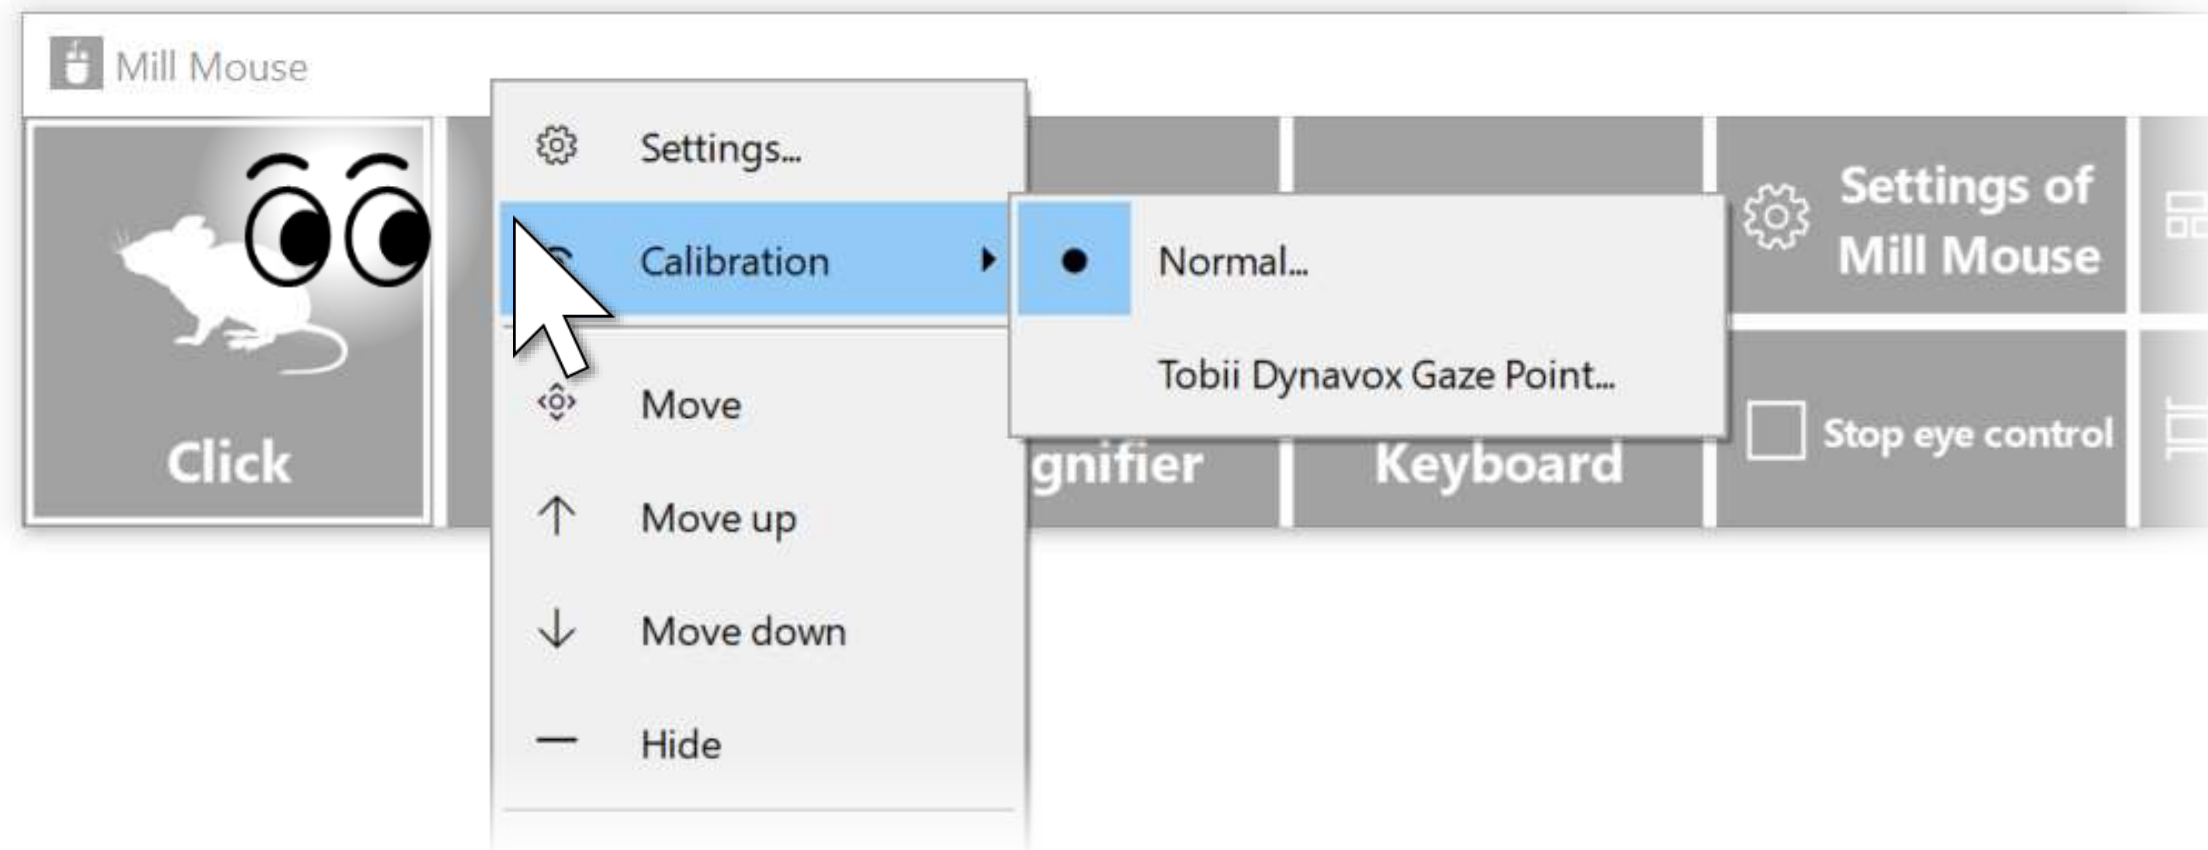 Mill Mouse
Settings...
Calibration
Normal...
Tobii Dynavox Gaze Point...
Move
Move up
Move down
Hide
Click
gnifier
Keyboard
Settings of
Mill Mouse
Stop eye control